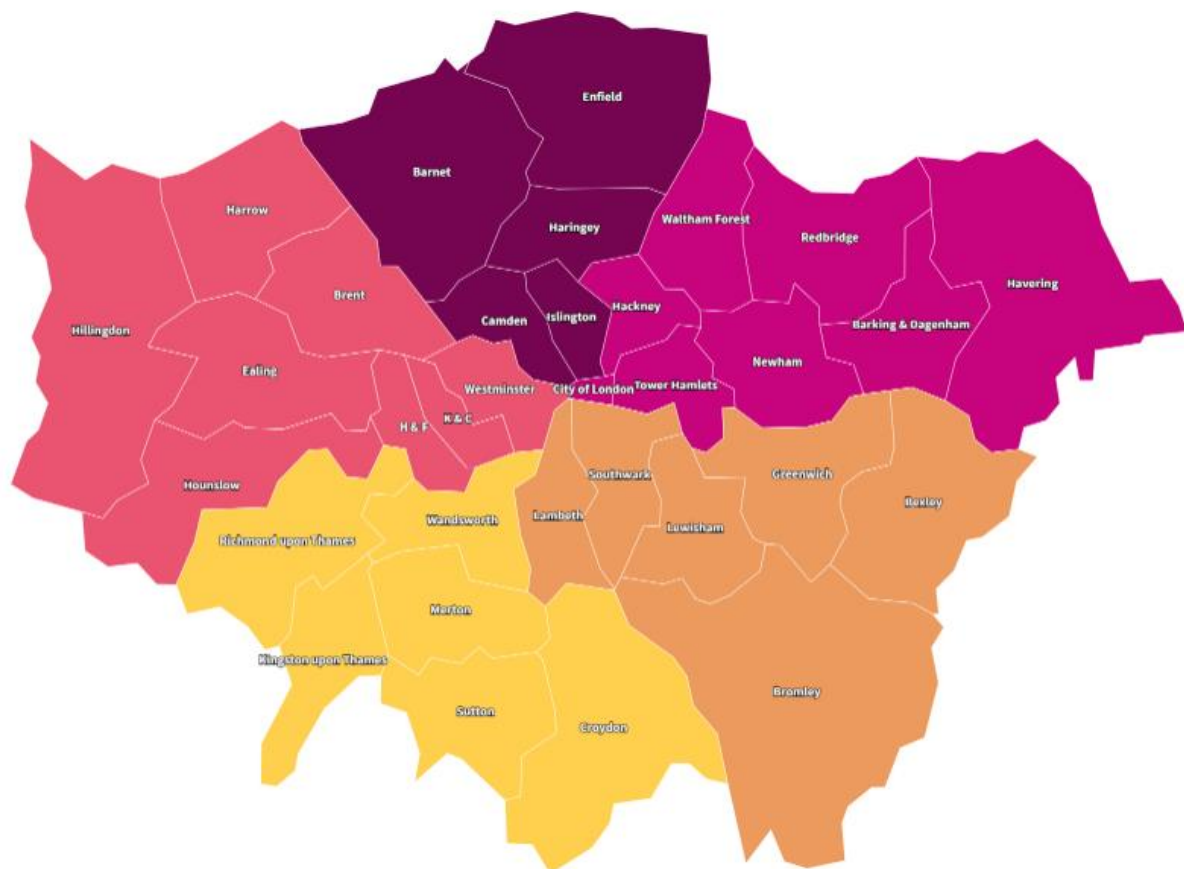 Enfield
Barnet
Harrow
Waltham Forest
Haringey
Redbridge
Havering
Brent
Hackney
Islington
Camden
Barking & Dagenham
Hillingdon
Newham
Ealing
Westminster
City of London
Tower Hamlets
K & C
H & F
Southwark
Greenwich
Hounslow
Bexley
Lambeth
Wandsworth
Lewisham
Richmond upon Thames
Merton
Kingston upon Thames
Bromley
Sutton
Croydon